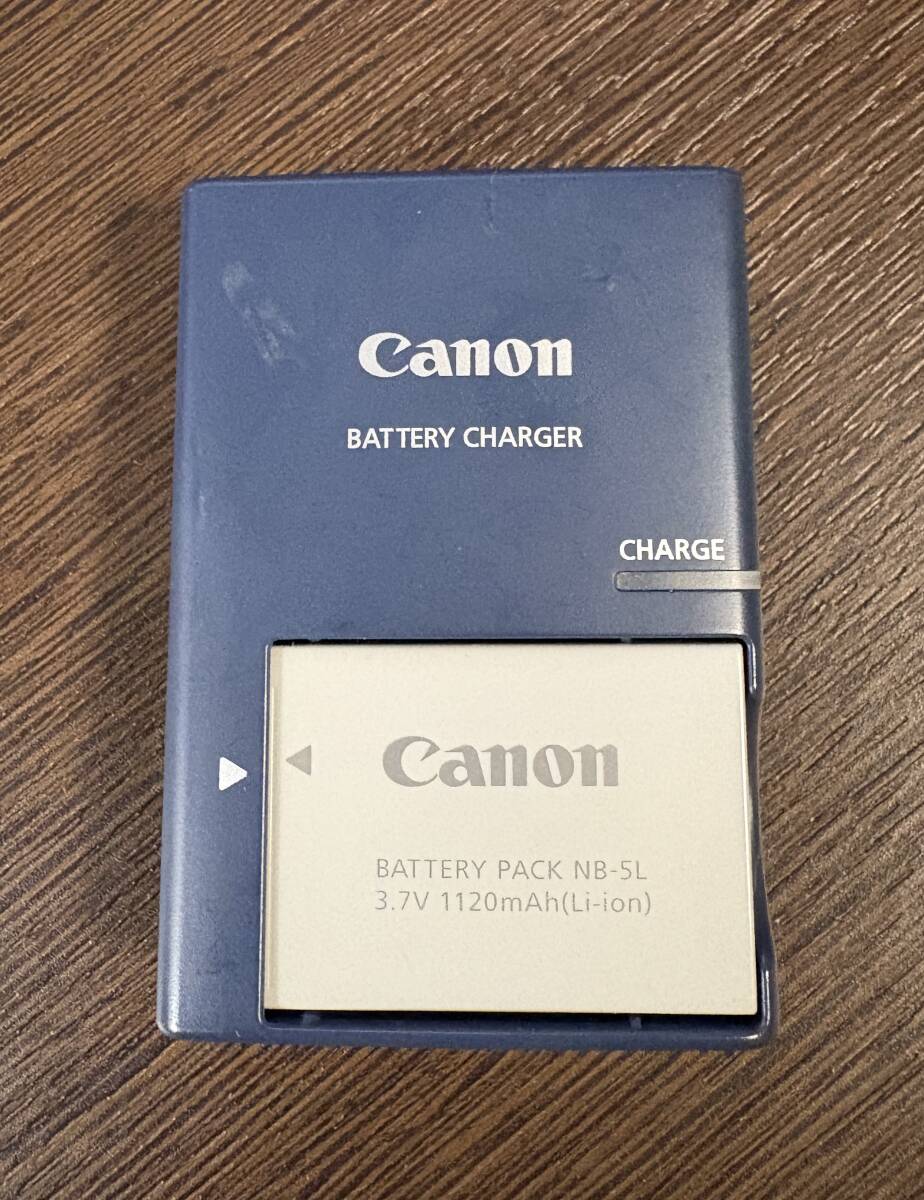 Canon
BATTERY CHARGER
CHARGE
Canon
BATTERY PACK NB-5L
3.7V 1120mAh(Li-ion)